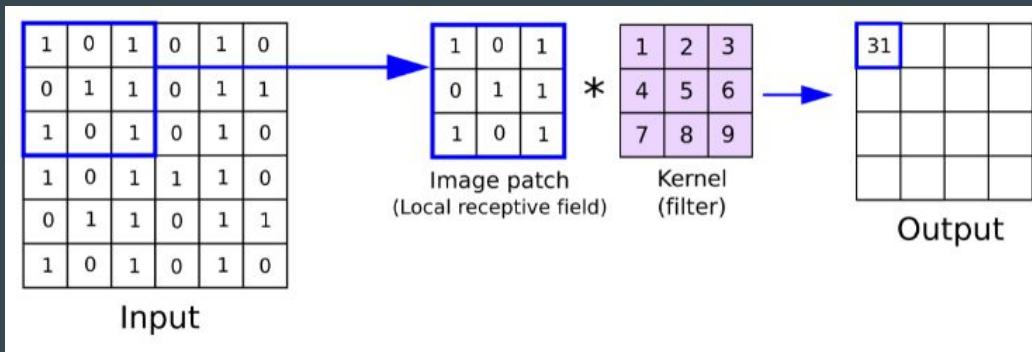 1 0 1 0 1 0
0 1 1 0 1 1
1 0 1 0 1 0
1 0 1 1 1 0
0 1 1 0 1 1
1 0 1 0 1 0
Input
1 0 1
0 1 1
1 0 1
Image patch
(Local receptive field)
*
1 2 3
4 5 6
7 8 9
Kernel
(filter)
31
Output